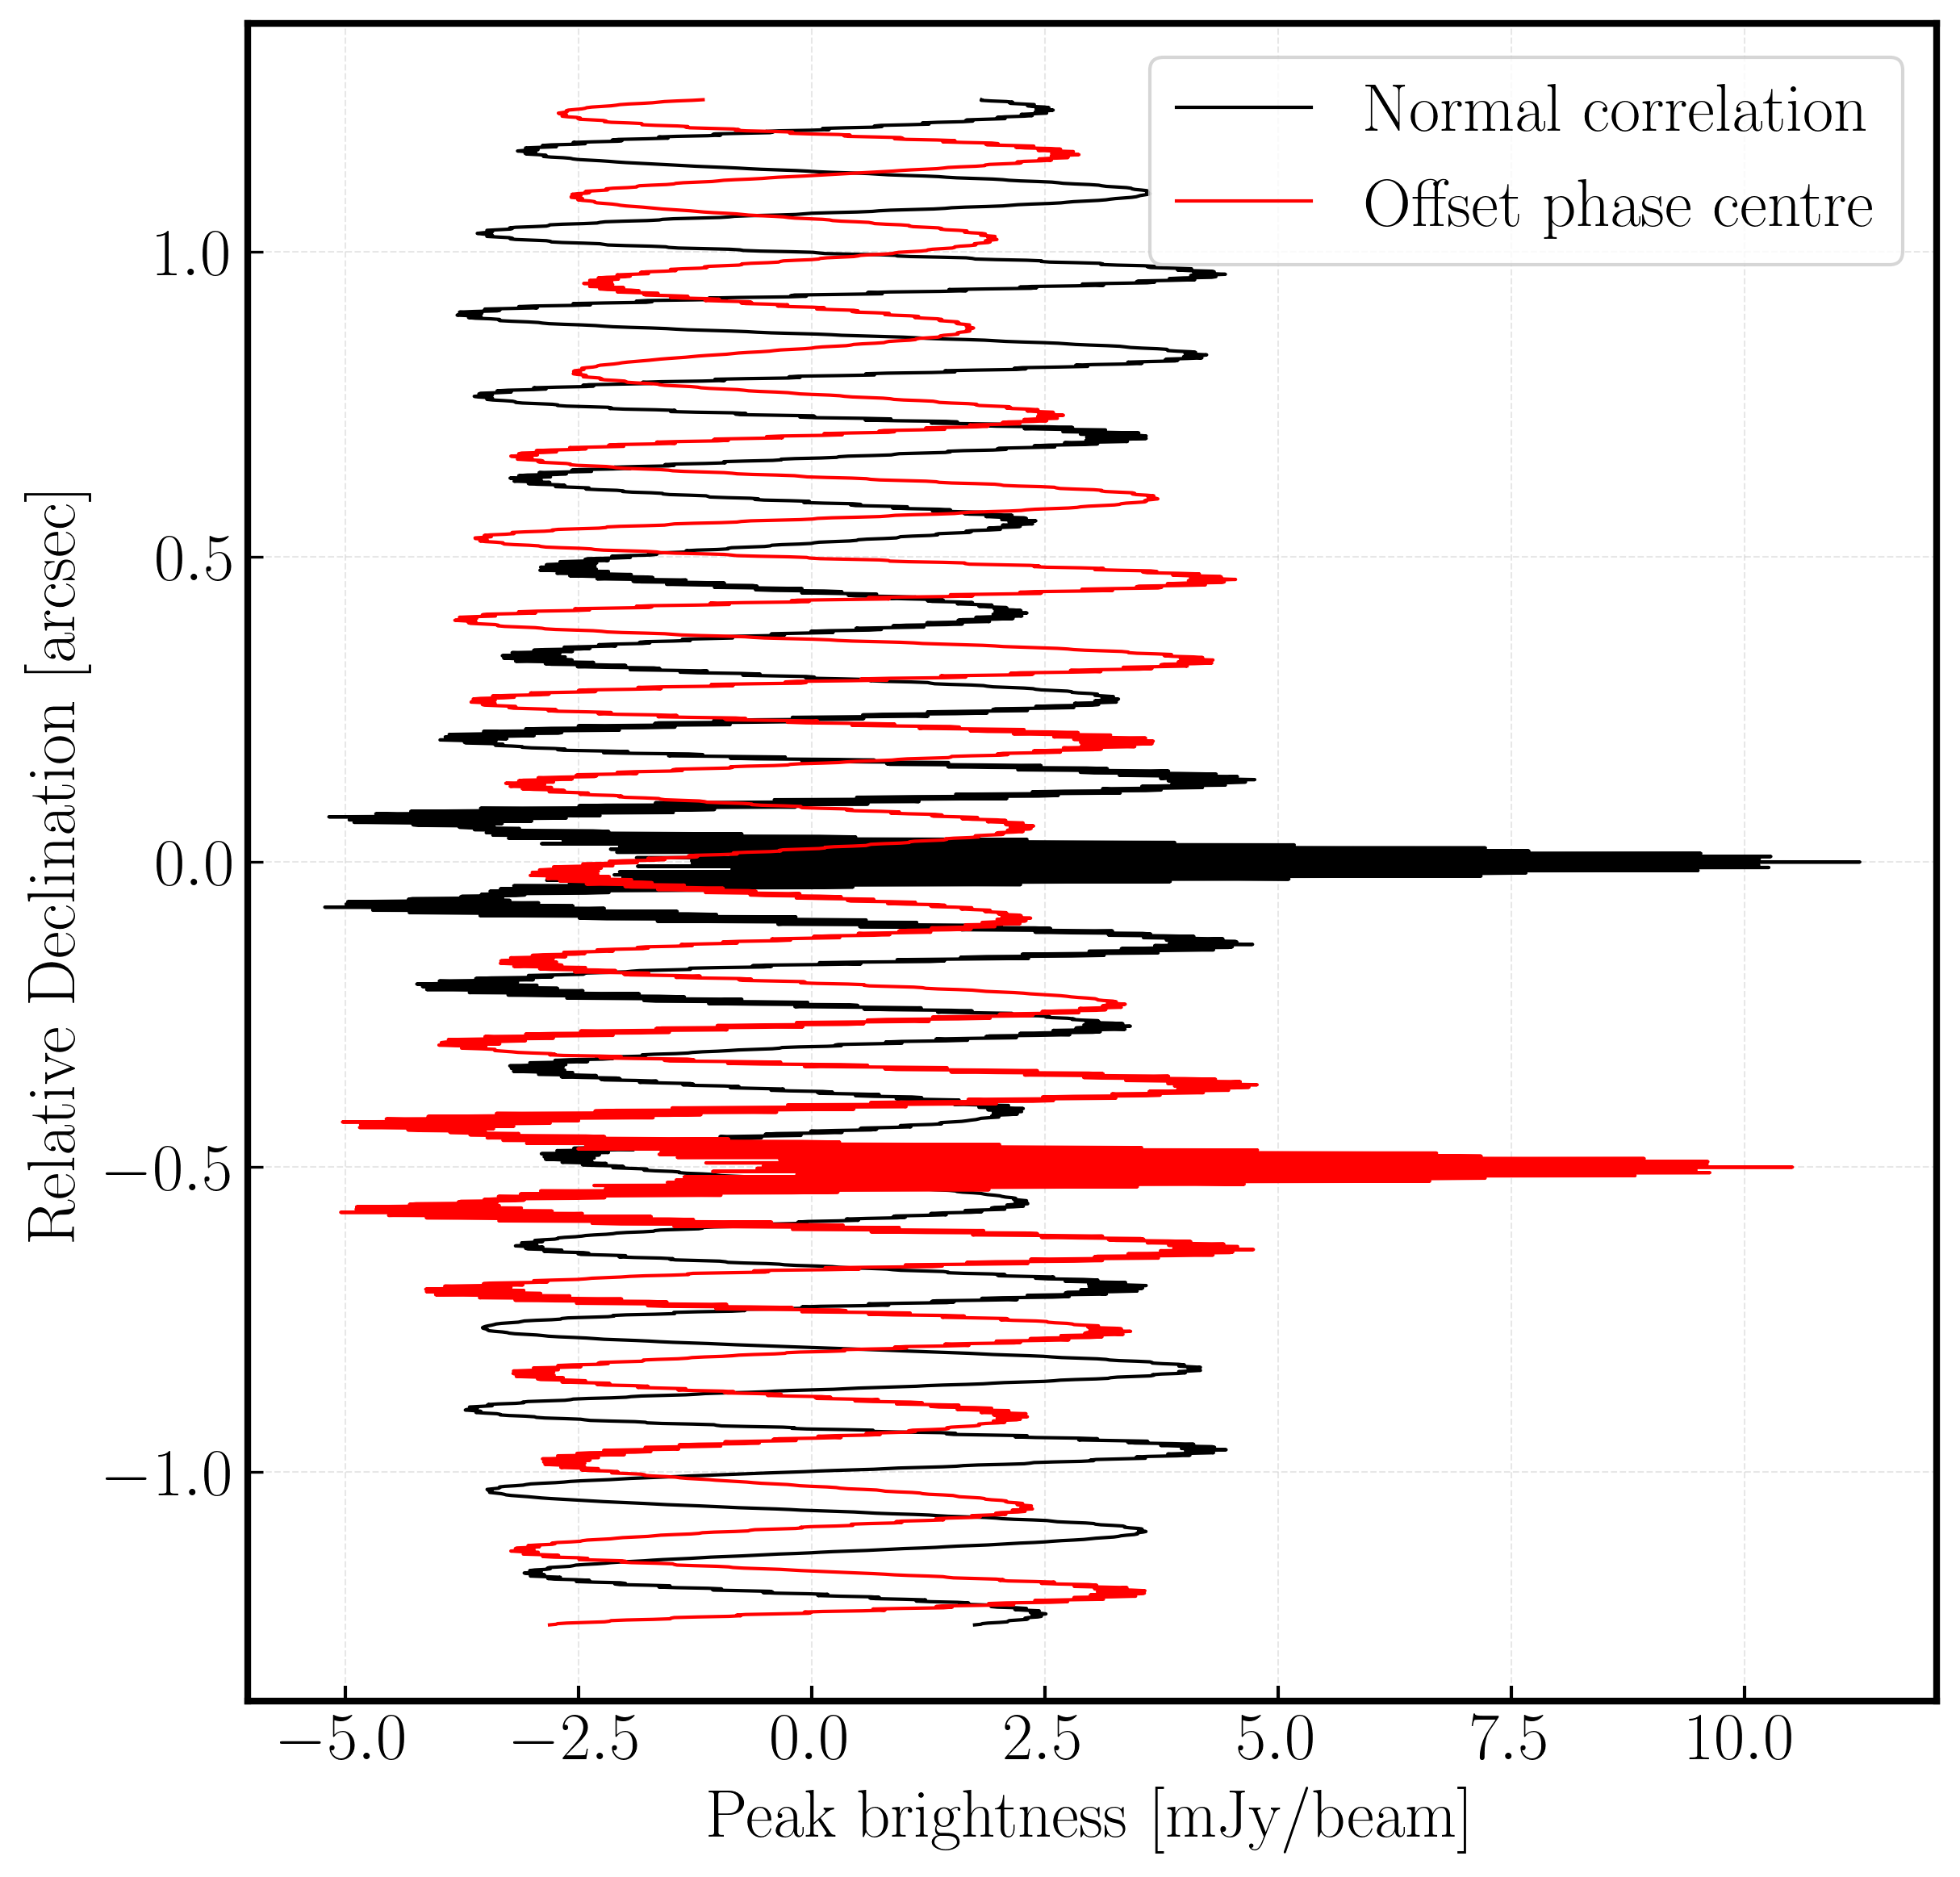 Normal correlation
Offset phase centre
Relative Declination [arcsec]
1.0
0.5
0.0
−0.5
−1.0
−5.0 −2.5 0.0 2.5 5.0 7.5 10.0
Peak brightness [mJy/beam]